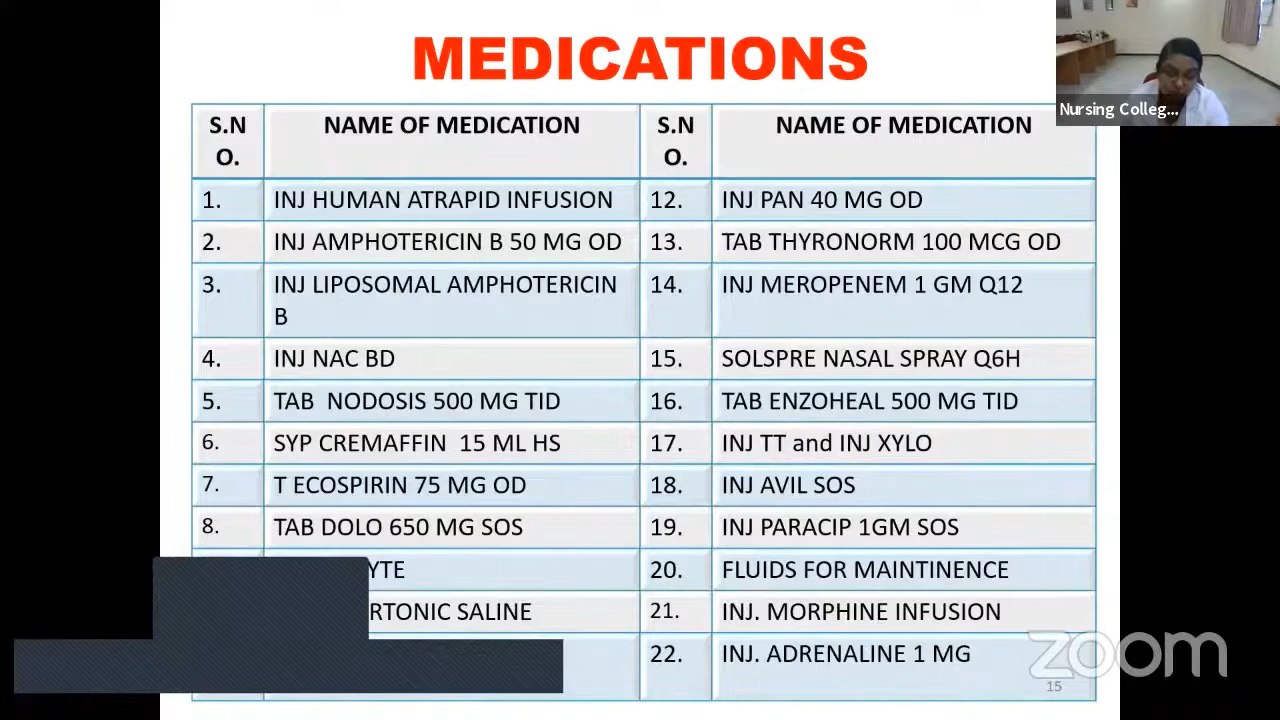 MEDICATIONS
S.N
O.
NAME OF MEDICATION
S.N
O.
NAME OF MEDICATION
1. INJ HUMAN ATRAPID INFUSION 12. INJ PAN 40 MG OD
2. INJ AMPHOTERICIN B 50 MG OD 13. TAB THYRONORM 100 MCG OD
3. INJ LIPOSOMAL AMPHOTERICIN
B
14. INJ MEROPENEM 1 GM Q12
4. INJ NAC BD 15. SOLSPRE NASAL SPRAY Q6H
5. TAB NODOSIS 500 MG TID 16. TAB ENZOHEAL 500 MG TID
6. SYP CREMAFFIN 15 ML HS 17. INJ TT and INJ XYLO
7. T ECOSPIRIN 75 MG OD 18. INJ AVIL SOS
8. TAB DOLO 650 MG SOS 19. INJ PARACIP 1GM SOS
20. FLUIDS FOR MAINTINENCE
SALINE 21. INJ. MORPHINE INFUSION
22. INJ. ADRENALINE 1 MG
15
Nursing Colleg...
zoom